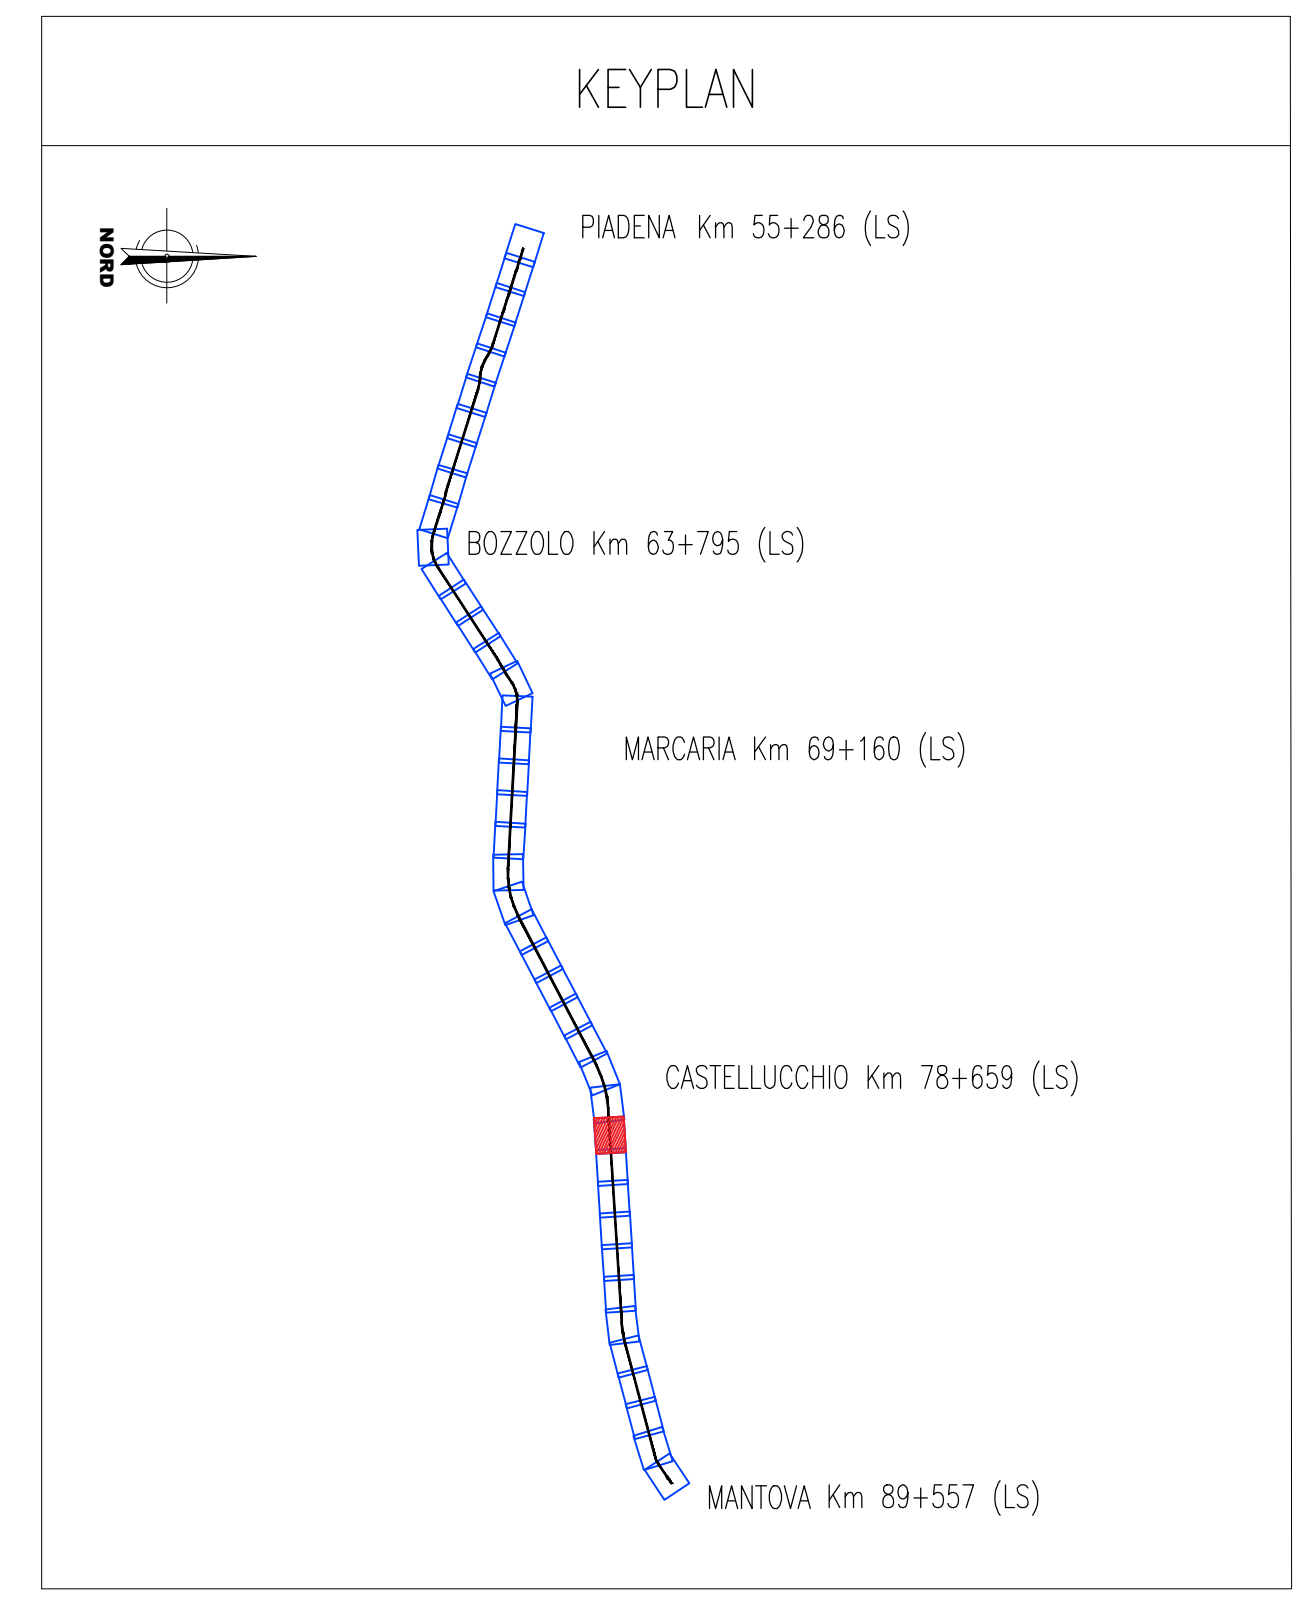 KEYPLAN
NORD
PIADENA Km 55+286 (LS)
BOZZOLO Km 63+795 (LS)
MARCARIA Km 69+160 (LS)
CASTELLUCCHIO Km 78+659 (LS)
MANTOVA Km 89+557 (LS)